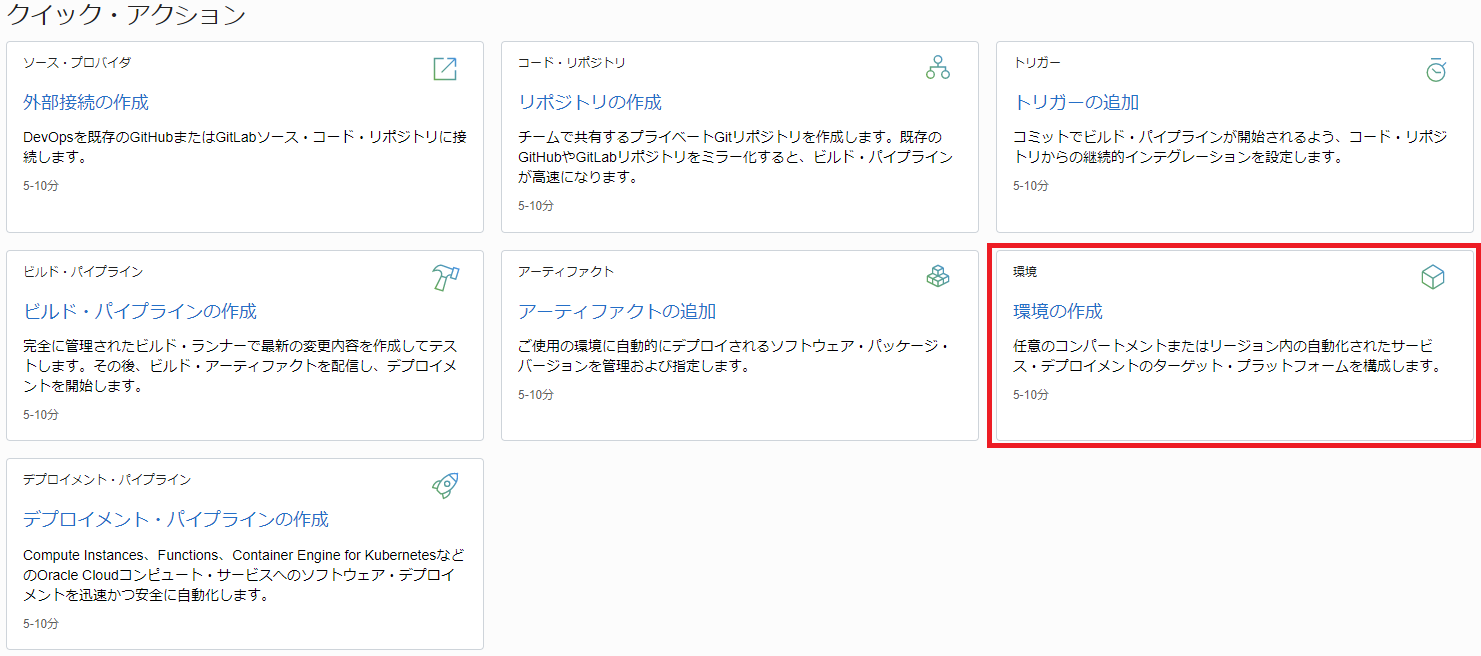 クイック・アクション
ソース・プロバイダ
外部接続の作成
DevOpsを既存のGitHubまたはGitLabソース・コード・リポジトリに接
続します。
5-10分
コード・リポジトリ
リポジトリの作成
チームで共有するプライベートGitリポジトリを作成します。既存の
GitHubやGitLabリポジトリをミラー化すると、ビルド・パイプライン
が高速になります。
5-10分
トリガー
トリガーの追加
コミットでビルド・パイプラインが開始されるよう、コード・リポジ
トリからの継続的インテグレーションを設定します。
5-10分
ビルド・パイプライン
ビルド・パイプラインの作成
完全に管理されたビルド・ランナーで最新の変更内容を作成してテス
トします。その後、ビルド・アーティファクトを配信し、デプロイメ
ントを開始します。
5-10分
アーティファクト
アーティファクトの追加
ご使用の環境に自動的にデプロイされるソフトウェア・パッケージ・
バージョンを管理および指定します。
5-10分
環境
環境の作成
任意のコンパートメントまたはリージョン内の自動化されたサービ
ス・デプロイメントのターゲット・プラットフォームを構成します。
5-10分
デプロイメント・パイプライン
デプロイメント・パイプラインの作成
Compute Instances、Functions、Container Engine for Kubernetesなど
のOracle Cloudコンピュート・サービスへのソフトウェア・デプロイ
メントを迅速かつ安全に自動化します。
5-10分